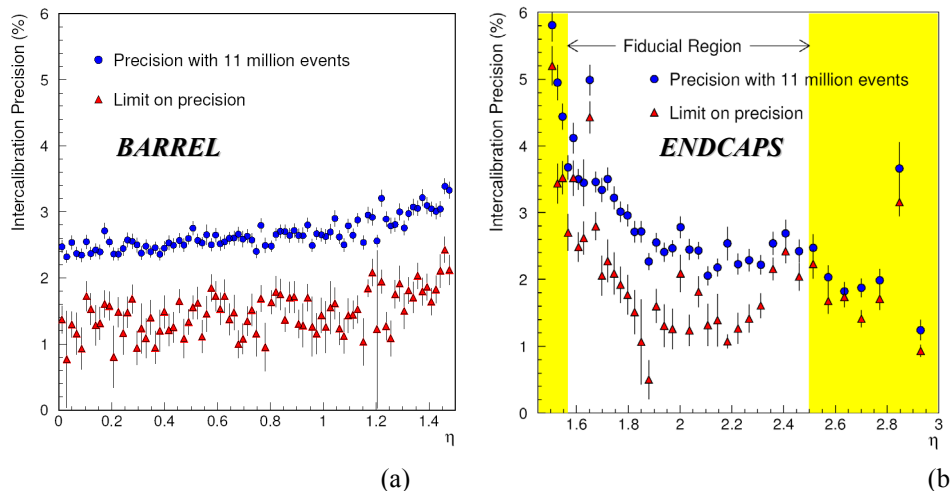 Intercalibration Precision (%)
6
5
4
3
2
1
0
Precision with 11 million events
Limit on precision
BARREL
0 0.2 0.4 0.6 0.8 1 1.2 1.4
η
(a)
Intercalibration Precision (%)
6
5
4
3
2
1
0
Fiducial Region
Precision with 11 million events
Limit on precision
ENDCAPS
1.6 1.8 2 2.2 2.4 2.6 2.8 3
η
(b